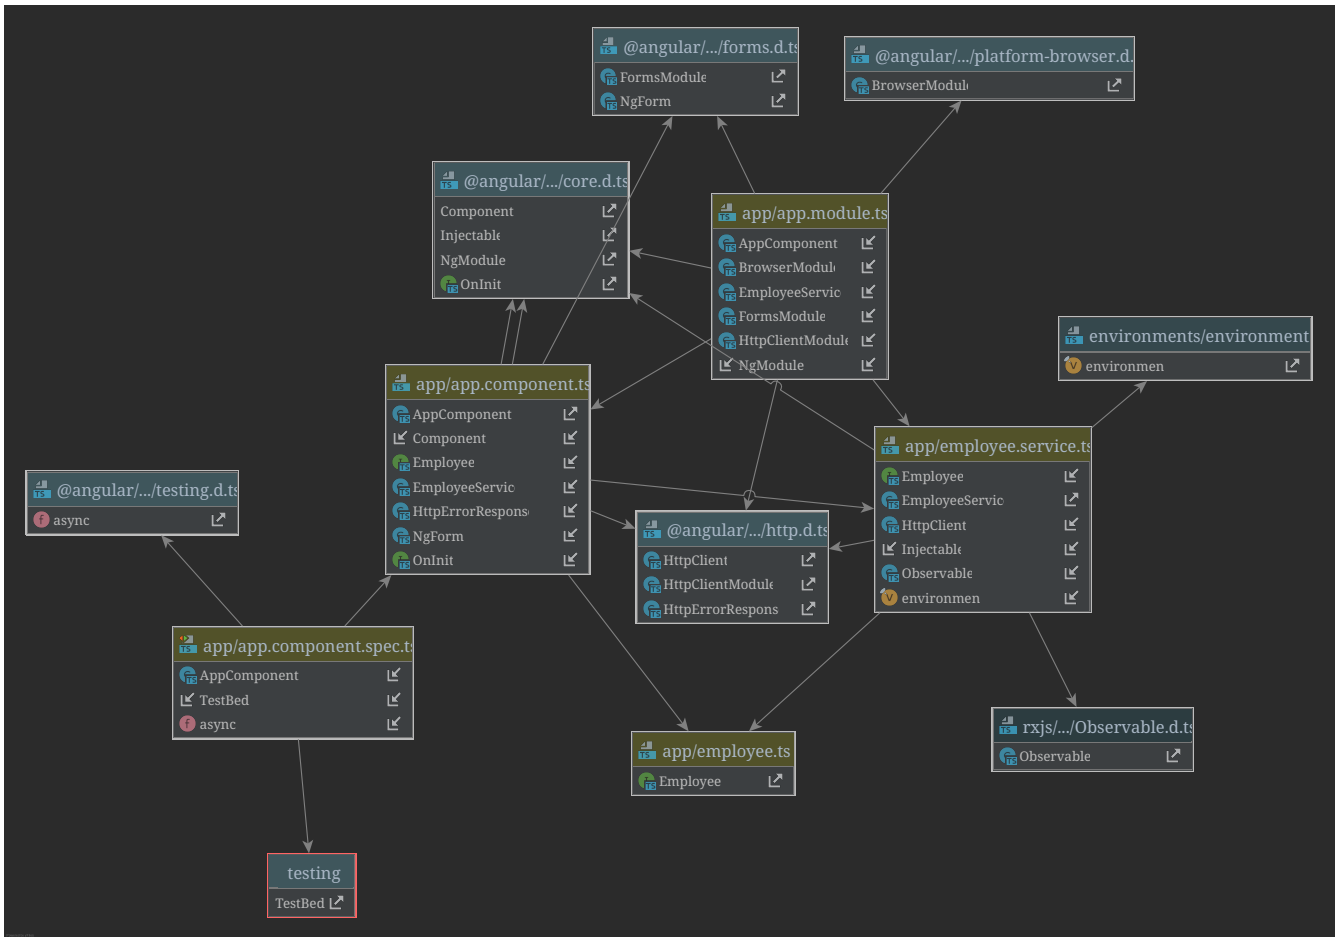 @angular/.../forms.d.ts
FormsModule
NgForm
@angular/.../platform-browser.d.
BrowserModul
@angular/.../core.d.ts
Component
Injectable
NgModule
OnInit
app/app.module.ts
AppComponent
BrowserModul
EmployeeServic
FormsModule
HttpClientModule
NgModule
environments/environment
environmen
app/app.component.ts
AppComponent
Component
Employee
EmployeeServic
HttpErrorRespons
NgForm
OnInit
app/employee.service.ts
Employee
EmployeeServic
HttpClient
Injectable
Observable
environmen
@angular/.../testing.d.ts
async
@angular/.../http.d.ts
HttpClient
HttpClientModule
HttpErrorRespons
app/app.component.spec.ts
AppComponent
TestBed
async
rxjs/.../Observable.d.ts
Observable
app/employee.ts
Employee
testing
TestBed